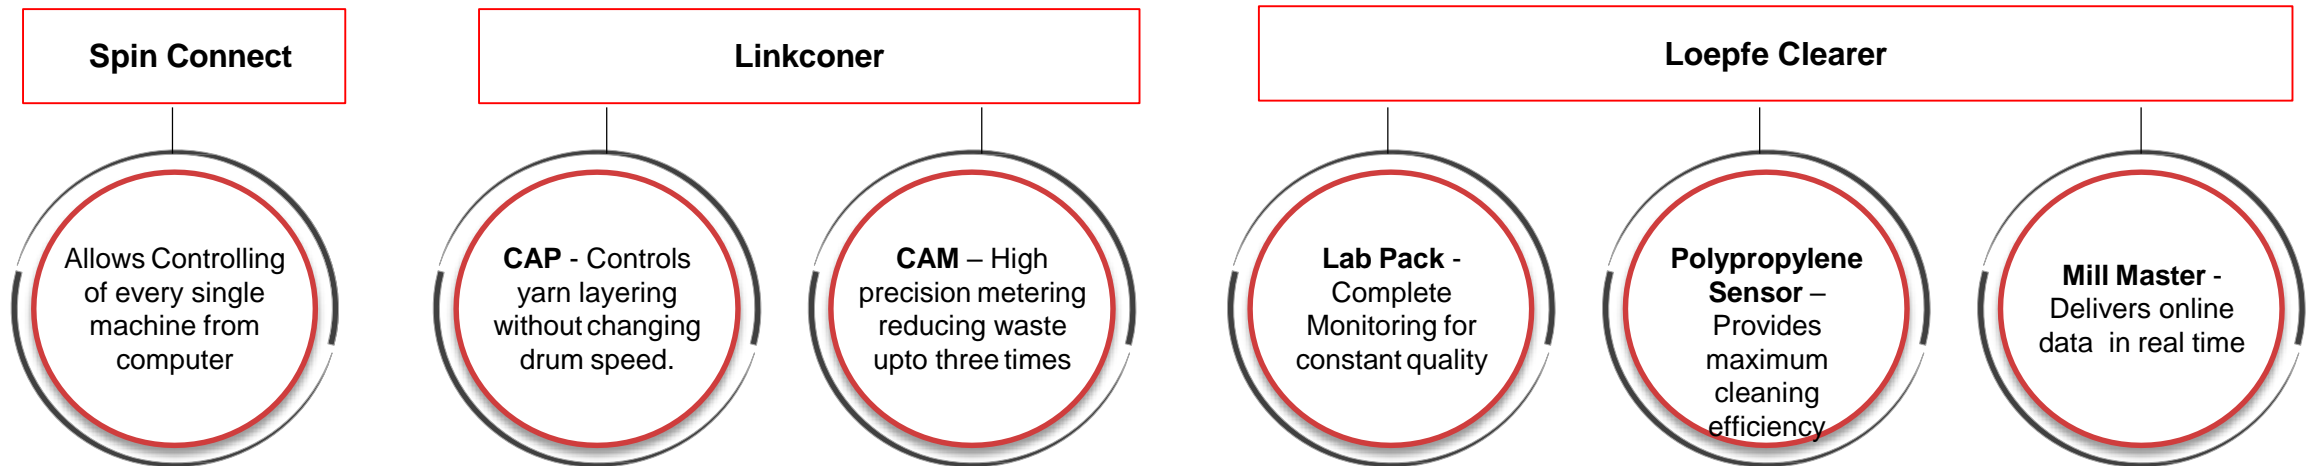 Spin Connect
Linkconer
Loepfe Clearer
Allows Controlling
of every single
machine from
computer
CAP - Controls
yarn layering
without changing
drum speed.
CAM – High
precision metering
reducing waste
upto three times
Lab Pack -
Complete
Monitoring for
constant quality
Polypropylene
Sensor –
Provides
maximum
cleaning
efficiency
Mill Master -
Delivers online
data in real time